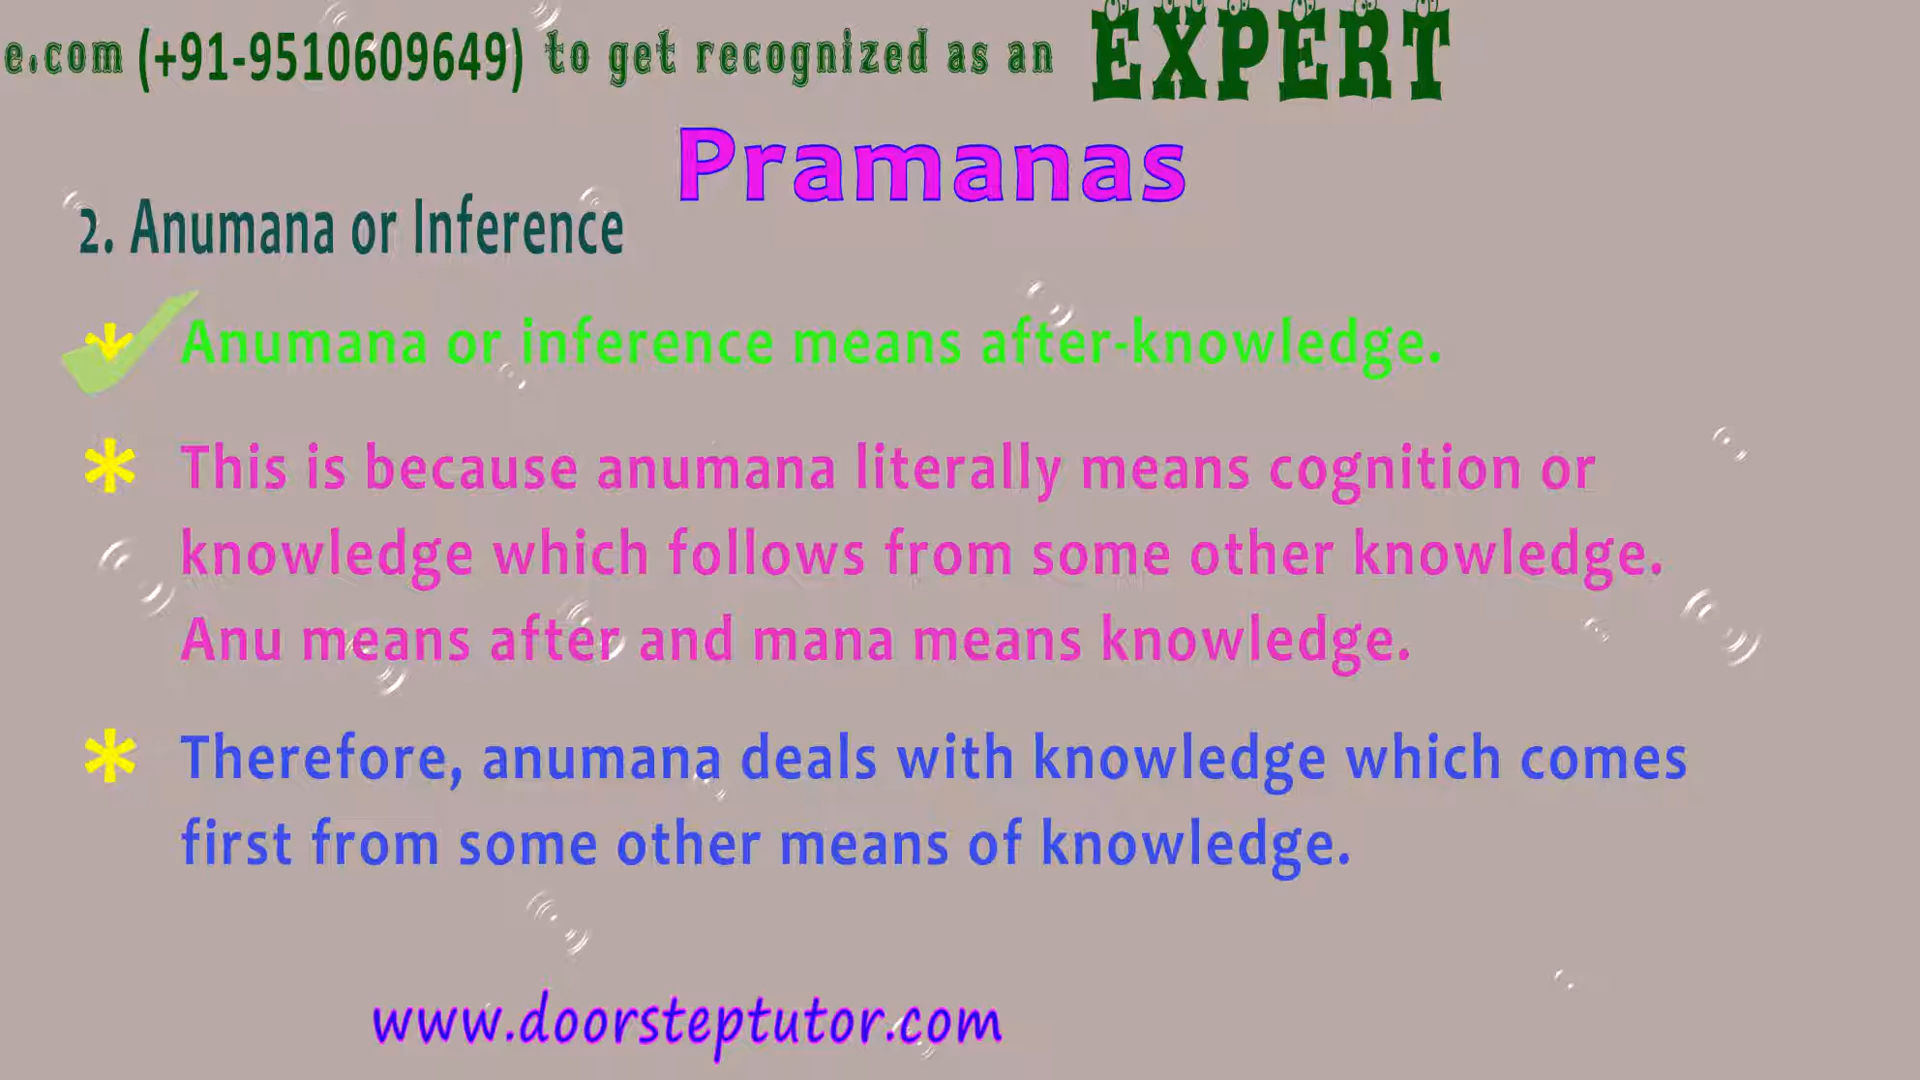 e.com (+91-9510609649) to get recognized as an EXPERT
Pramanas
2. Anumana or Inference
Anumana or inference means after-knowledge.
* This is because anumana literally means cognition or
knowledge which follows from some other knowledge.
Anu means after and mana means knowledge.
* Therefore, anumana deals with knowledge which comes
first from some other means of knowledge.
www.doorsteptutor.com